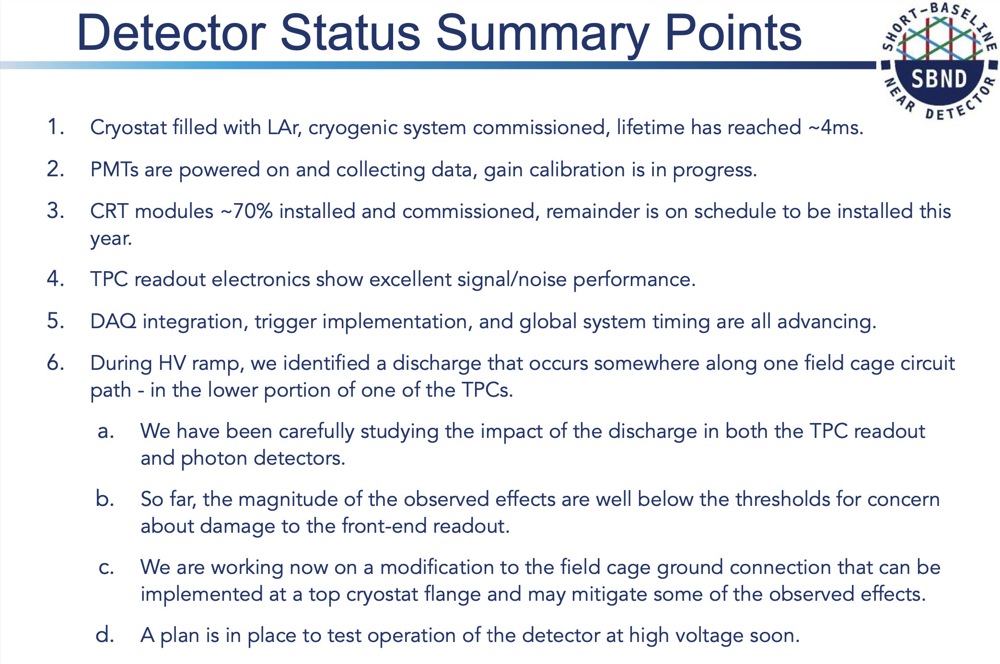 Detector Status Summary Points
SHORT-BASELINE
SBND
NEAR DETECTOR
1. Cryostat filled with LAr, cryogenic system commissioned, lifetime has reached ~4ms.
2. PMTs are powered on and collecting data, gain calibration is in progress.
3. CRT modules ~70% installed and commissioned, remainder is on schedule to be installed this
year.
4. TPC readout electronics show excellent signal/noise performance.
5. DAQ integration, trigger implementation, and global system timing are all advancing.
6. During HV ramp, we identified a discharge that occurs somewhere along one field cage circuit
path - in the lower portion of one of the TPCs.
a. We have been carefully studying the impact of the discharge in both the TPC readout
and photon detectors.
b. So far, the magnitude of the observed effects are well below the thresholds for concern
about damage to the front-end readout.
c. We are working now on a modification to the field cage ground connection that can be
implemented at a top cryostat flange and may mitigate some of the observed effects.
d. A plan is in place to test operation of the detector at high voltage soon.